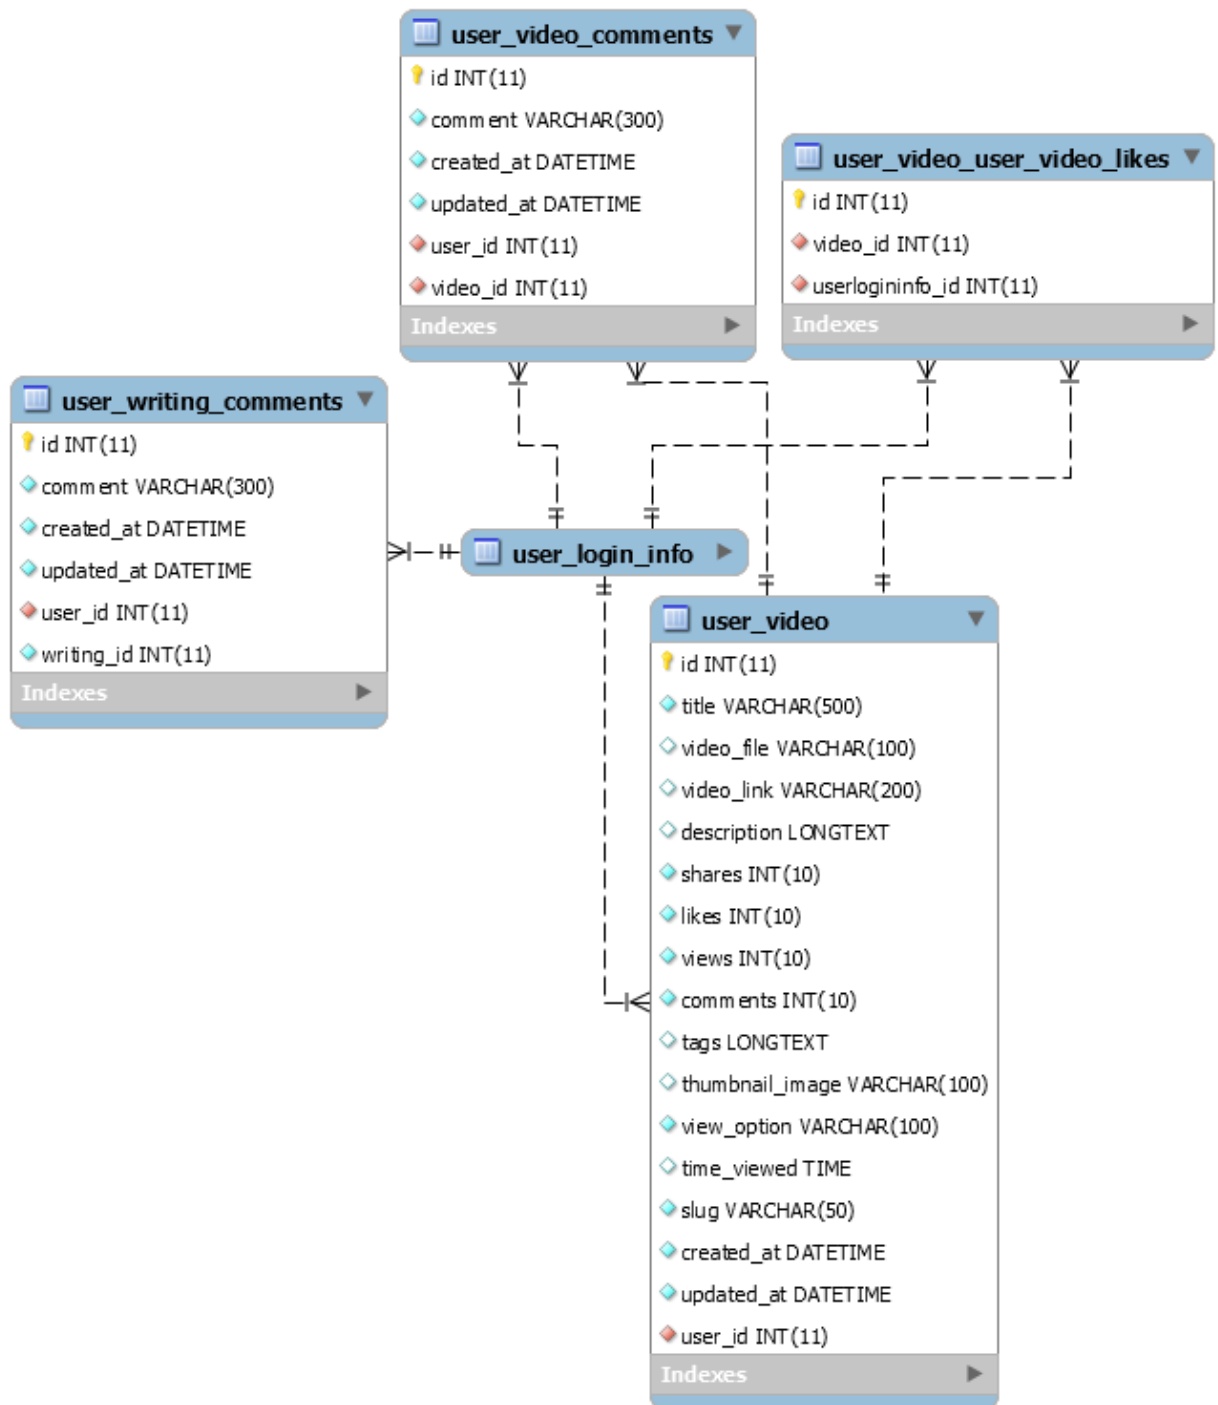 user_video_comments
id INT(11)
comment VARCHAR(300)
created_at DATETIME
updated_at DATETIME
user_id INT(11)
video_id INT(11)
Indexes
user_video_user_video_likes
id INT(11)
video_id INT(11)
userlogininfo_id INT(11)
Indexes
user_writing_comments
id INT(11)
comment VARCHAR(300)
created_at DATETIME
updated_at DATETIME
user_id INT(11)
writing_id INT(11)
Indexes
user_login_info
user_video
id INT(11)
title VARCHAR(500)
video_file VARCHAR(100)
video_link VARCHAR(200)
description LONGTEXT
shares INT(10)
likes INT(10)
views INT(10)
comments INT(10)
tags LONGTEXT
thumbnail_image VARCHAR(100)
view_option VARCHAR(100)
time_viewed TIME
slug VARCHAR(50)
created_at DATETIME
updated_at DATETIME
user_id INT(11)
Indexes